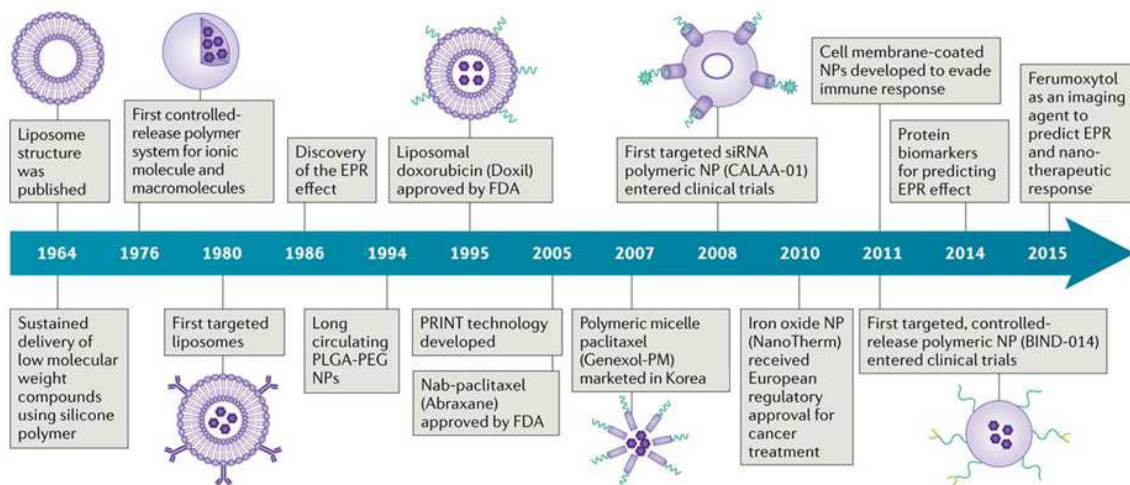 Liposome
structure
was
published
First controlled-
release polymer
system for ionic
molecule and
macromolecules
Discovery
of the EPR
effect
Liposomal
doxorubicin (Doxil)
approved by FDA
First targeted siRNA
polymeric NP (CALAA-01)
entered clinical trials
Cell membrane-coated
NPs developed to evade
immune response
Protein
biomarkers
for predicting
EPR effect
Ferumoxytol
as an imaging
agent to
predict EPR
and nano-
therapeutic
response
1964 1976 1980 1986 1994 1995 2005 2007 2008 2010 2011 2014 2015
Sustained
delivery of
low molecular
weight
compounds
using silicone
polymer
First targeted
liposomes
Long
circulating
PLGA-PEG
NPs
PRINT technology
developed
Nab-paclitaxel
(Abraxane)
approved by FDA
Polymeric micelle
paclitaxel
(Genexol-PM)
marketed in Korea
Iron oxide NP
(NanoTherm)
received
European
regulatory
approval for
cancer
treatment
First targeted, controlled-
release polymeric NP (BIND-014)
entered clinical trials